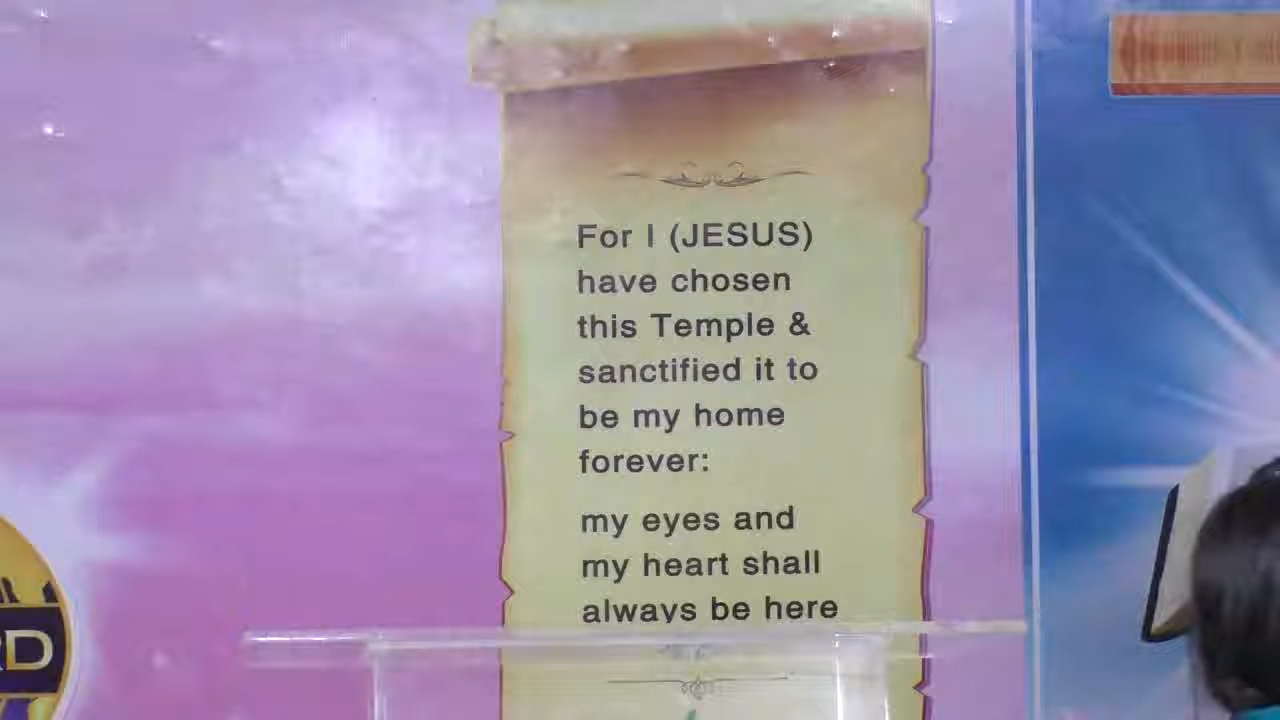 For I (JESUS)
have chosen
this Temple &
sanctified it to
be my home
forever:
my eyes and
my heart shall
always be here
RD